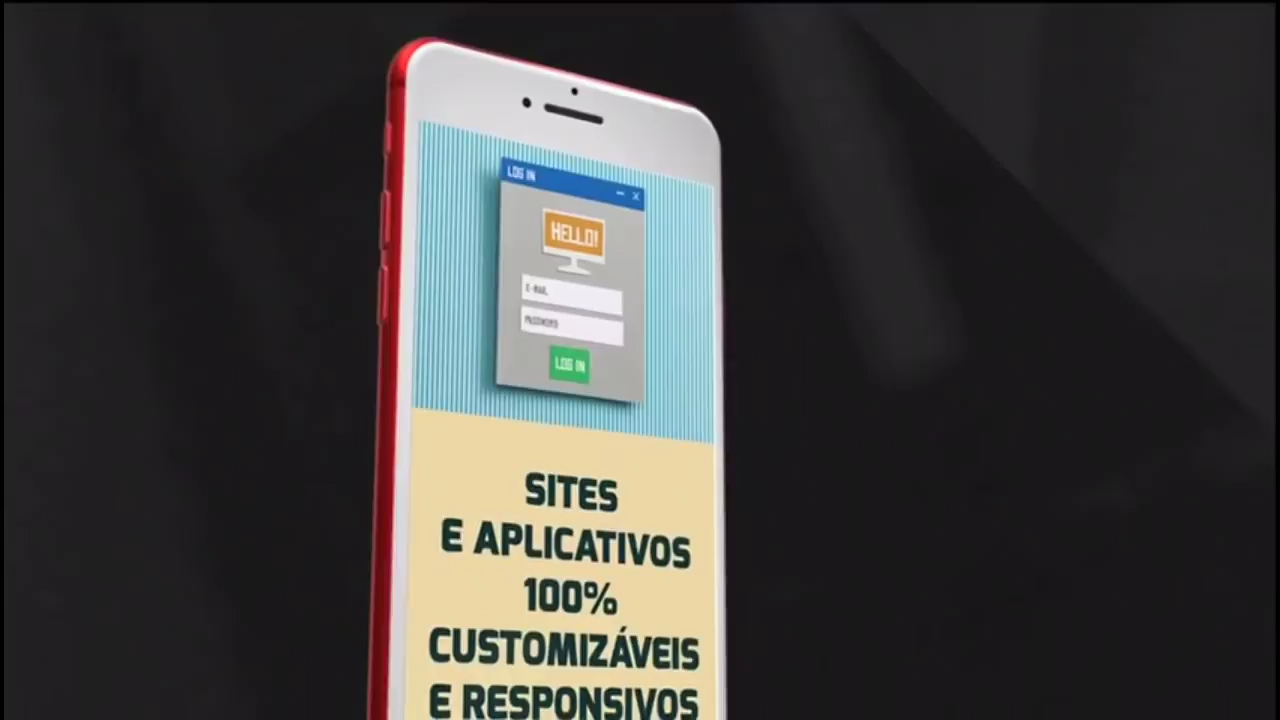 LOG IN
HELLO!
E-MAIL
PASSWORD
LOG IN
SITES
E APLICATIVOS
100%
CUSTOMIZÁVEIS
E RESPONSIVOS